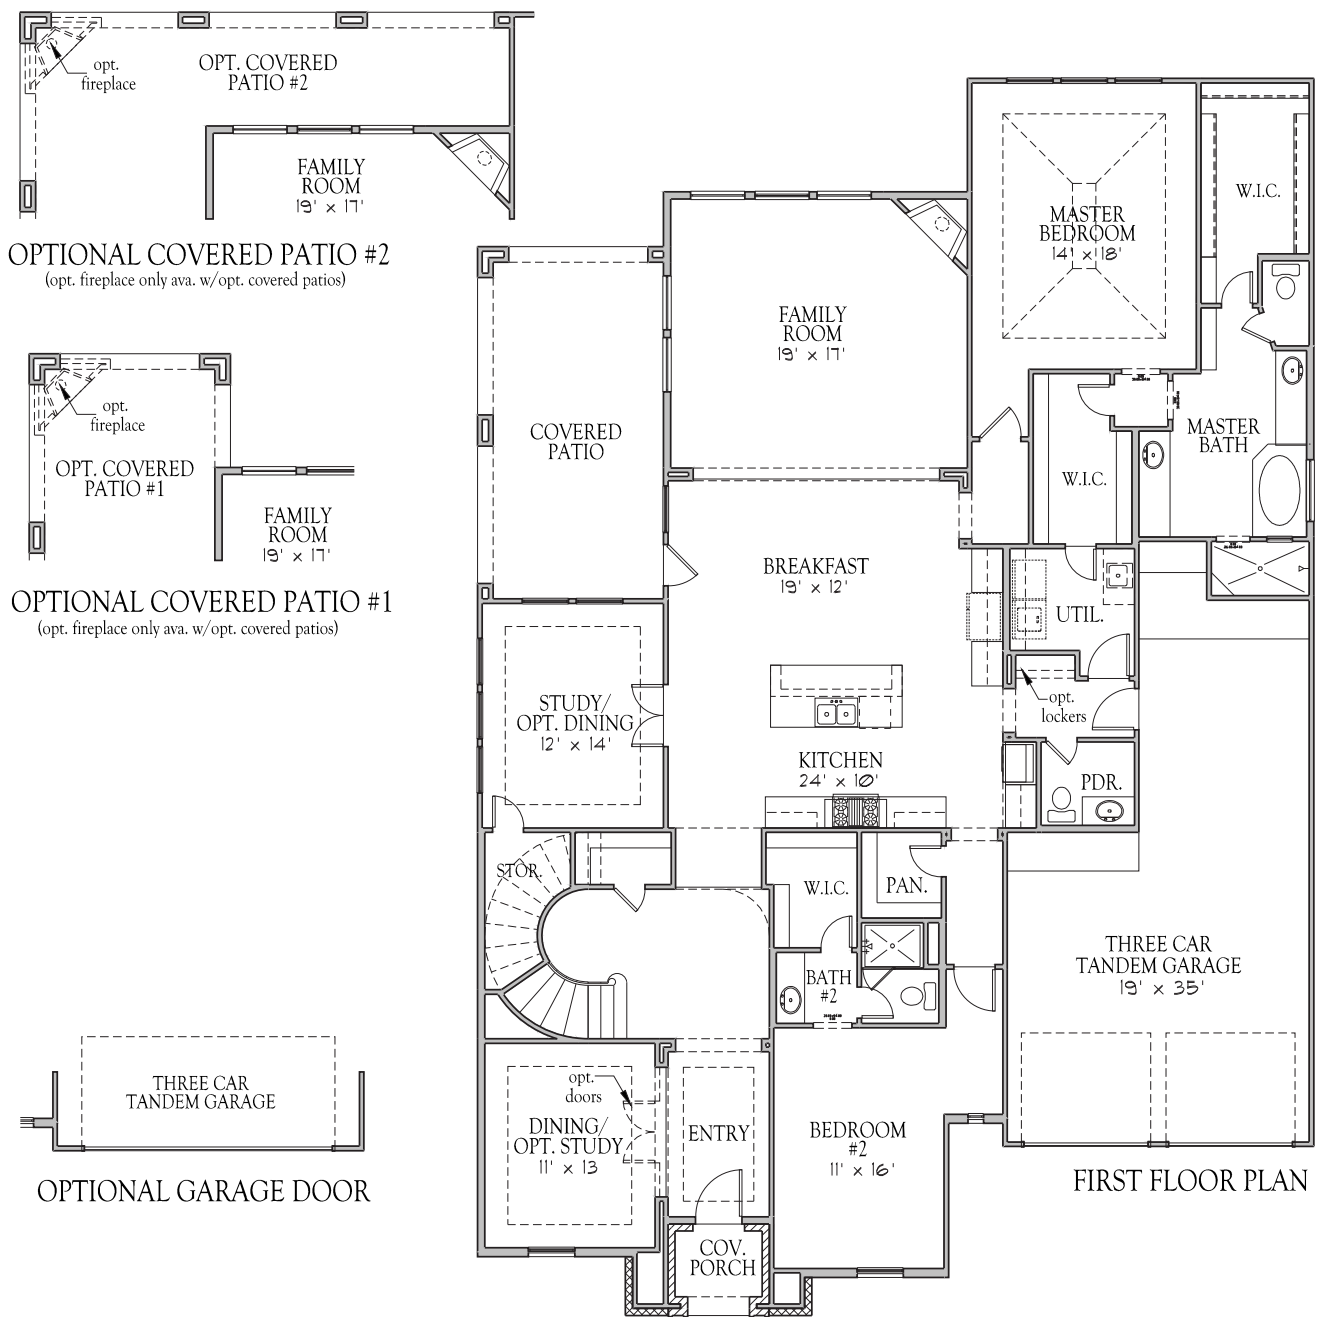 opt.
fireplace
OPT. COVERED
PATIO #2
FAMILY
ROOM
19' x 17'
OPTIONAL COVERED PATIO #2
(opt. fireplace only ava. w/opt. covered patios)
opt.
fireplace
OPT. COVERED
PATIO #1
FAMILY
ROOM
19' x 17'
OPTIONAL COVERED PATIO #1
(opt. fireplace only ava. w/opt. covered patios)
THREE CAR
TANDEM GARAGE
OPTIONAL GARAGE DOOR
W.I.C.
MASTER
BEDROOM
14' x 18'
FAMILY
ROOM
19' x 17'
COVERED
PATIO
MASTER
BATH
W.I.C.
BREAKFAST
19' x 12'
UTIL.
STUDY/
OPT. DINING
12' x 14'
opt.
lockers
KITCHEN
24' x 10'
PDR.
STOR.
W.I.C.
PAN.
THREE CAR
TANDEM GARAGE
19' x 35'
BATH
#2
opt.
doors
DINING/
OPT. STUDY
11' x 13
ENTRY
BEDROOM
#2
11' x 16'
COV.
PORCH
FIRST FLOOR PLAN